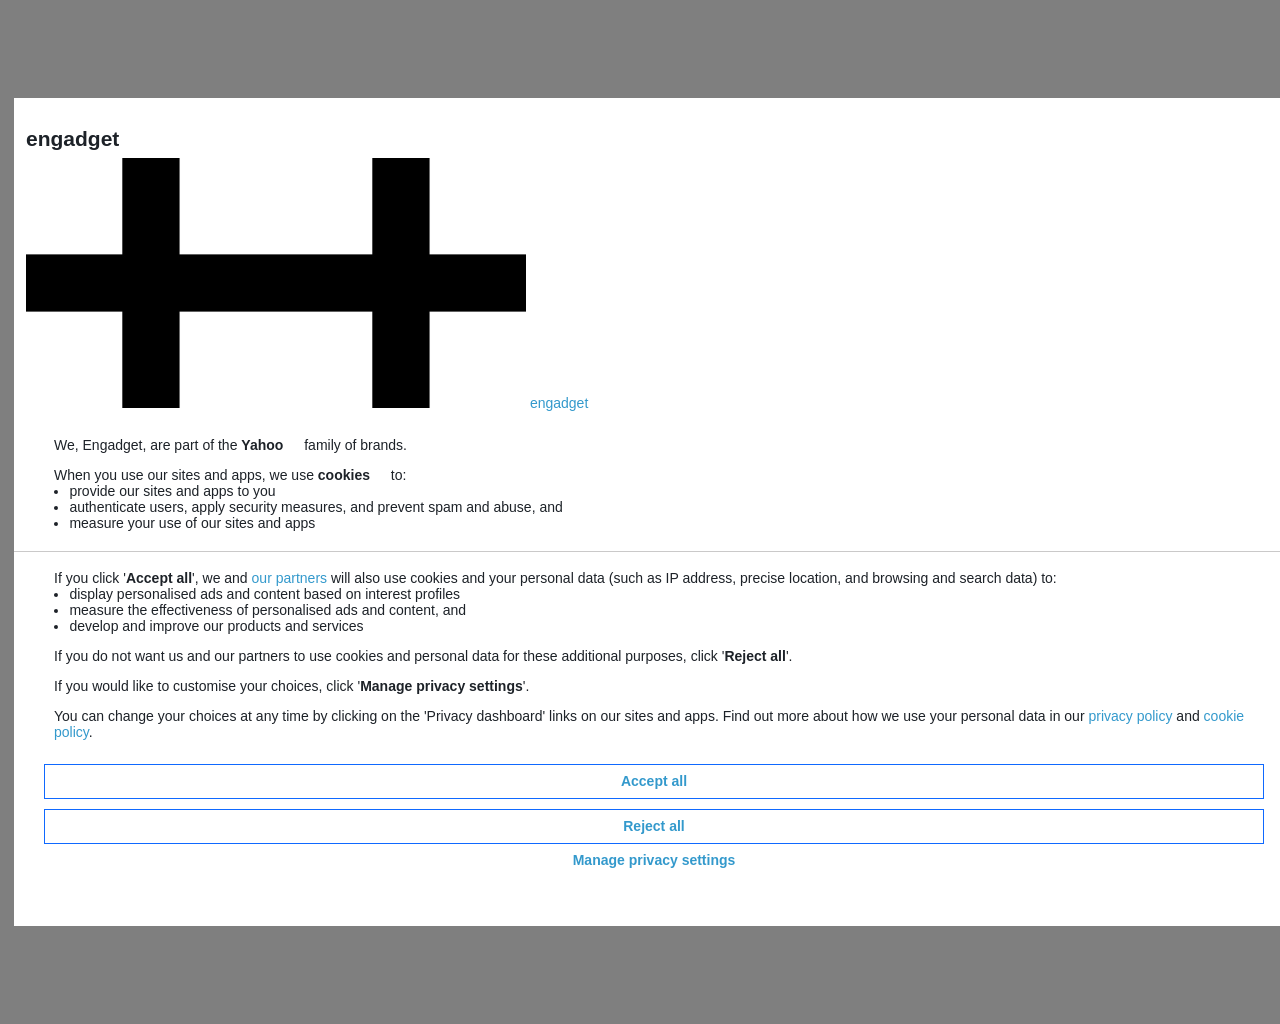 engadget
engadget
We, Engadget, are part of the Yahoo family of brands.
When you use our sites and apps, we use cookies to:
• provide our sites and apps to you
• authenticate users, apply security measures, and prevent spam and abuse, and
• measure your use of our sites and apps
If you click 'Accept all', we and our partners will also use cookies and your personal data (such as IP address, precise location, and browsing and search data) to:
• display personalised ads and content based on interest profiles
• measure the effectiveness of personalised ads and content, and
• develop and improve our products and services
If you do not want us and our partners to use cookies and personal data for these additional purposes, click 'Reject all'.
If you would like to customise your choices, click 'Manage privacy settings'.
You can change your choices at any time by clicking on the 'Privacy dashboard' links on our sites and apps. Find out more about how we use your personal data in our privacy policy and cookie
policy.
Accept all
Reject all
Manage privacy settings